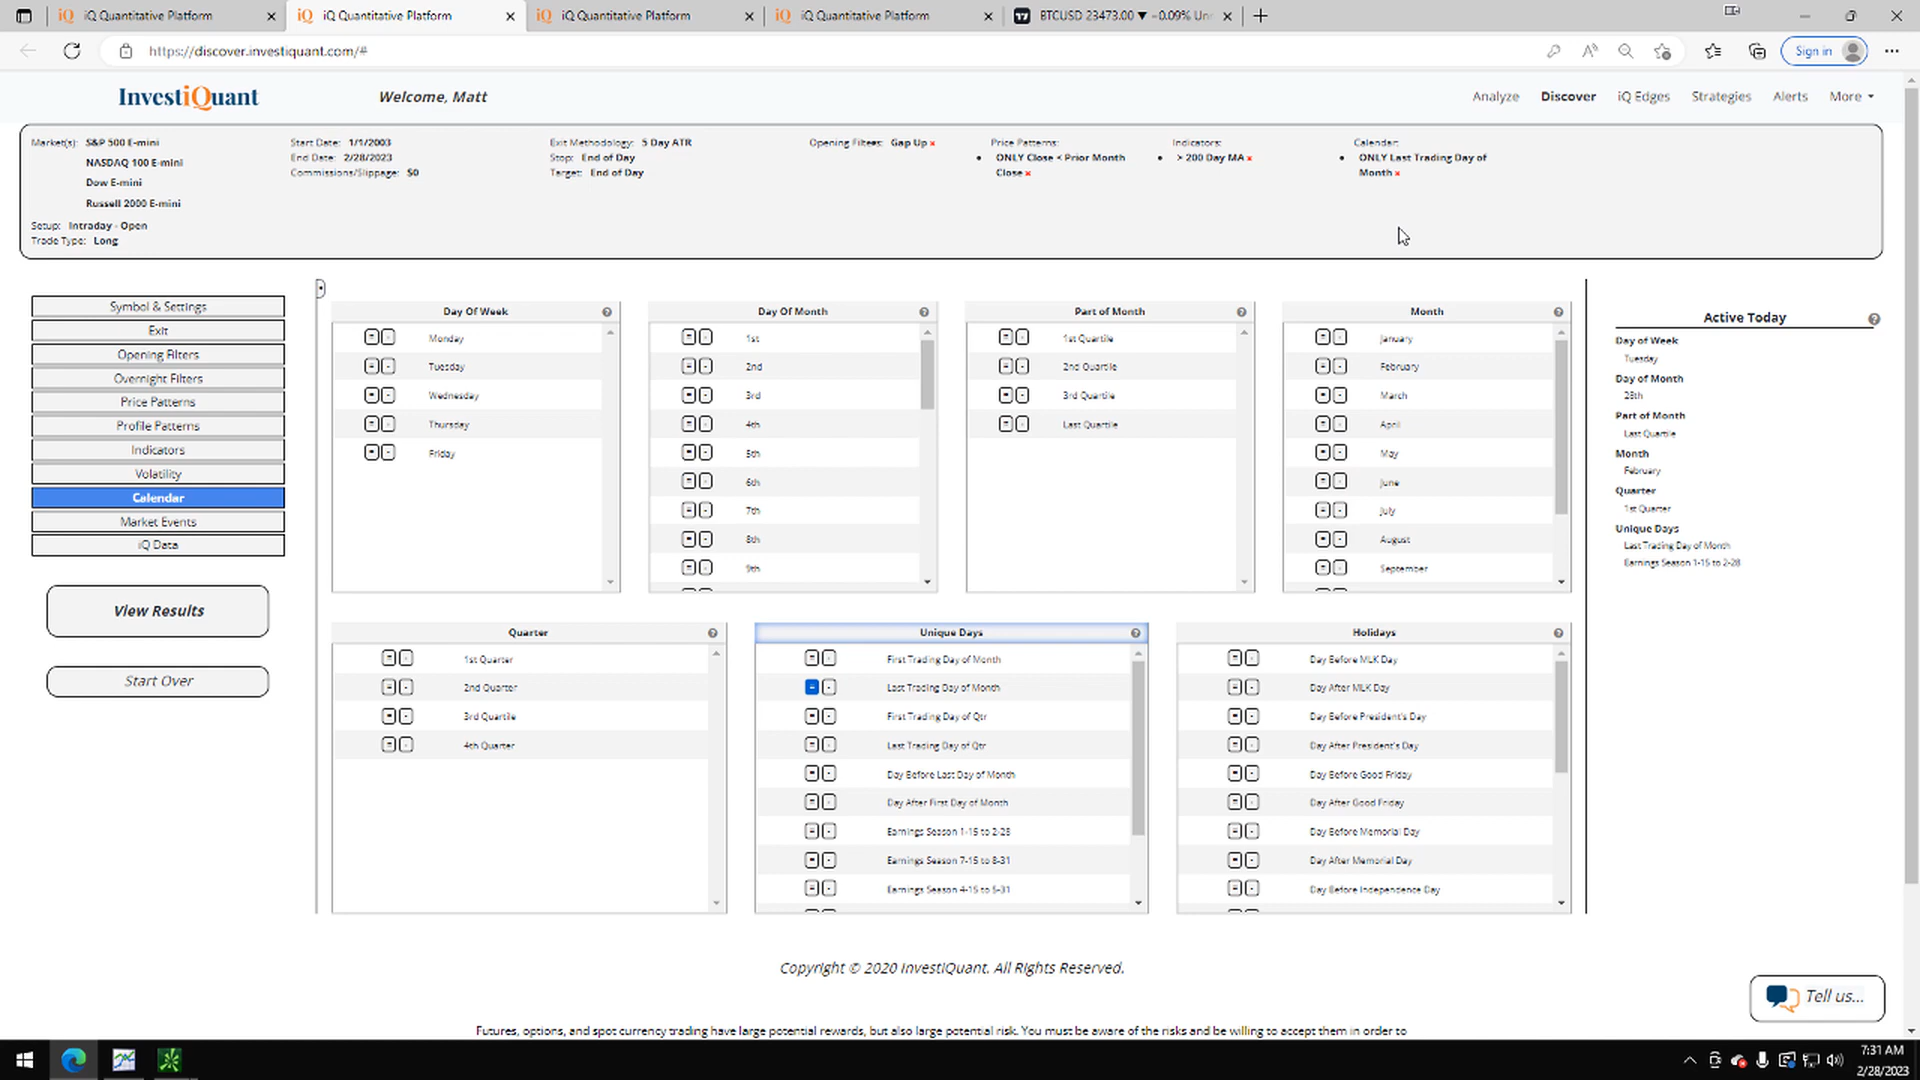 iQ Quantitative Platform
iQ Quantitative Platform
iQ Quantitative Platform
iQ Quantitative Platform
BTCUSD 23473.00 ▼ −0.09% Unn
https://discover.investiquant.com/#
Sign in
InvestiQuant
Welcome, Matt
Analyze
Discover
iQ Edges
Strategies
Alerts
More
Market(s): S&P 500 E-mini
NASDAQ 100 E-mini
Dow E-mini
Russell 2000 E-mini
Setup: Intraday - Open
Trade Type: Long
Start Date: 1/1/2003
End Date: 2/28/2023
Commissions/Slippage: $0
Exit Methodology: 5 Day ATR
Stop: End of Day
Target: End of Day
Opening Filters: Gap Up x
Price Patterns:
• ONLY Close < Prior Month
Close x
Indicators:
• > 200 Day MA x
Calendar:
• ONLY Last Trading Day of
Month x
Symbol & Settings
Exit
Opening Filters
Overnight Filters
Price Patterns
Profile Patterns
Indicators
Volatility
Calendar
Market Events
iQ Data
View Results
Start Over
Day Of Week
Monday
Tuesday
Wednesday
Thursday
Friday
Day Of Month
1st
2nd
3rd
4th
5th
6th
7th
8th
9th
Part of Month
1st Quartile
2nd Quartile
3rd Quartile
Last Quartile
Month
January
February
March
April
May
June
July
August
September
Quarter
1st Quarter
2nd Quarter
3rd Quartile
4th Quarter
Unique Days
First Trading Day of Month
Last Trading Day of Month
First Trading Day of Qtr
Last Trading Day of Qtr
Day Before Last Day of Month
Day After First Day of Month
Earnings Season 1-15 to 2-28
Earnings Season 7-15 to 8-31
Earnings Season 4-15 to 5-31
Holidays
Day Before MLK Day
Day After MLK Day
Day Before President's Day
Day After President's Day
Day Before Good Friday
Day After Good Friday
Day Before Memorial Day
Day After Memorial Day
Day Before Independence Day
Active Today
Day of Week
Tuesday
Day of Month
28th
Part of Month
Last Quartile
Month
February
Quarter
1st Quarter
Unique Days
Last Trading Day of Month
Earnings Season 1-15 to 2-28
Copyright © 2020 InvestiQuant. All Rights Reserved.
Tell us...
Futures, options, and spot currency trading have large potential rewards, but also large potential risk. You must be aware of the risks and be willing to accept them in order to
7:31 AM
2/28/2023